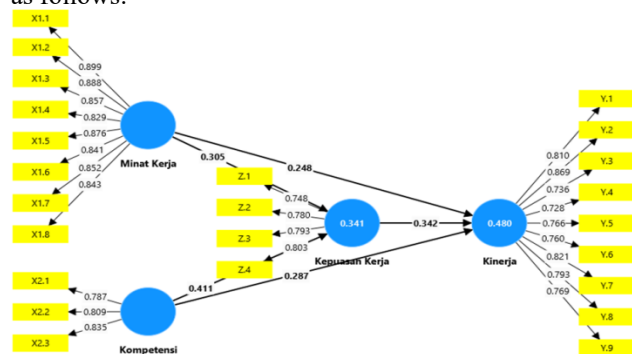 as follows:
X1.1
X1.2
X1.3
X1.4
X1.5
X1.6
X1.7
X1.8
0.899
0.888
0.857
0.829
0.876
0.841
0.852
0.843
Minat Kerja
0.305
0.248
Z.1
Z.2
Z.3
Z.4
0.748
0.780
0.793
0.803
0.341
Kepuasan Kerja
0.342
0.480
Kinerja
0.411
0.287
X2.1
X2.2
X2.3
0.787
0.809
0.835
Kompetensi
0.810
0.869
0.736
0.728
0.766
0.760
0.821
0.793
0.769
Y.1
Y.2
Y.3
Y.4
Y.5
Y.6
Y.7
Y.8
Y.9